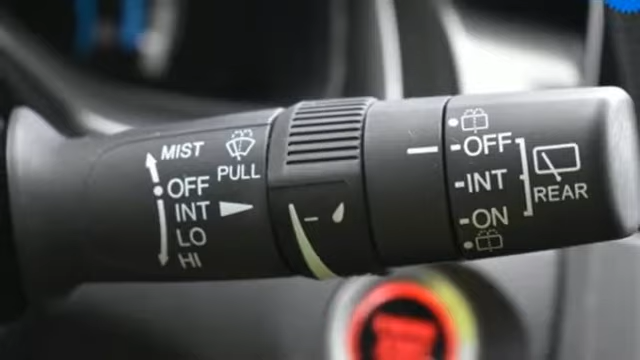 MIST
PULL
OFF
INT
LO
HI
OFF
INT
ON
REAR